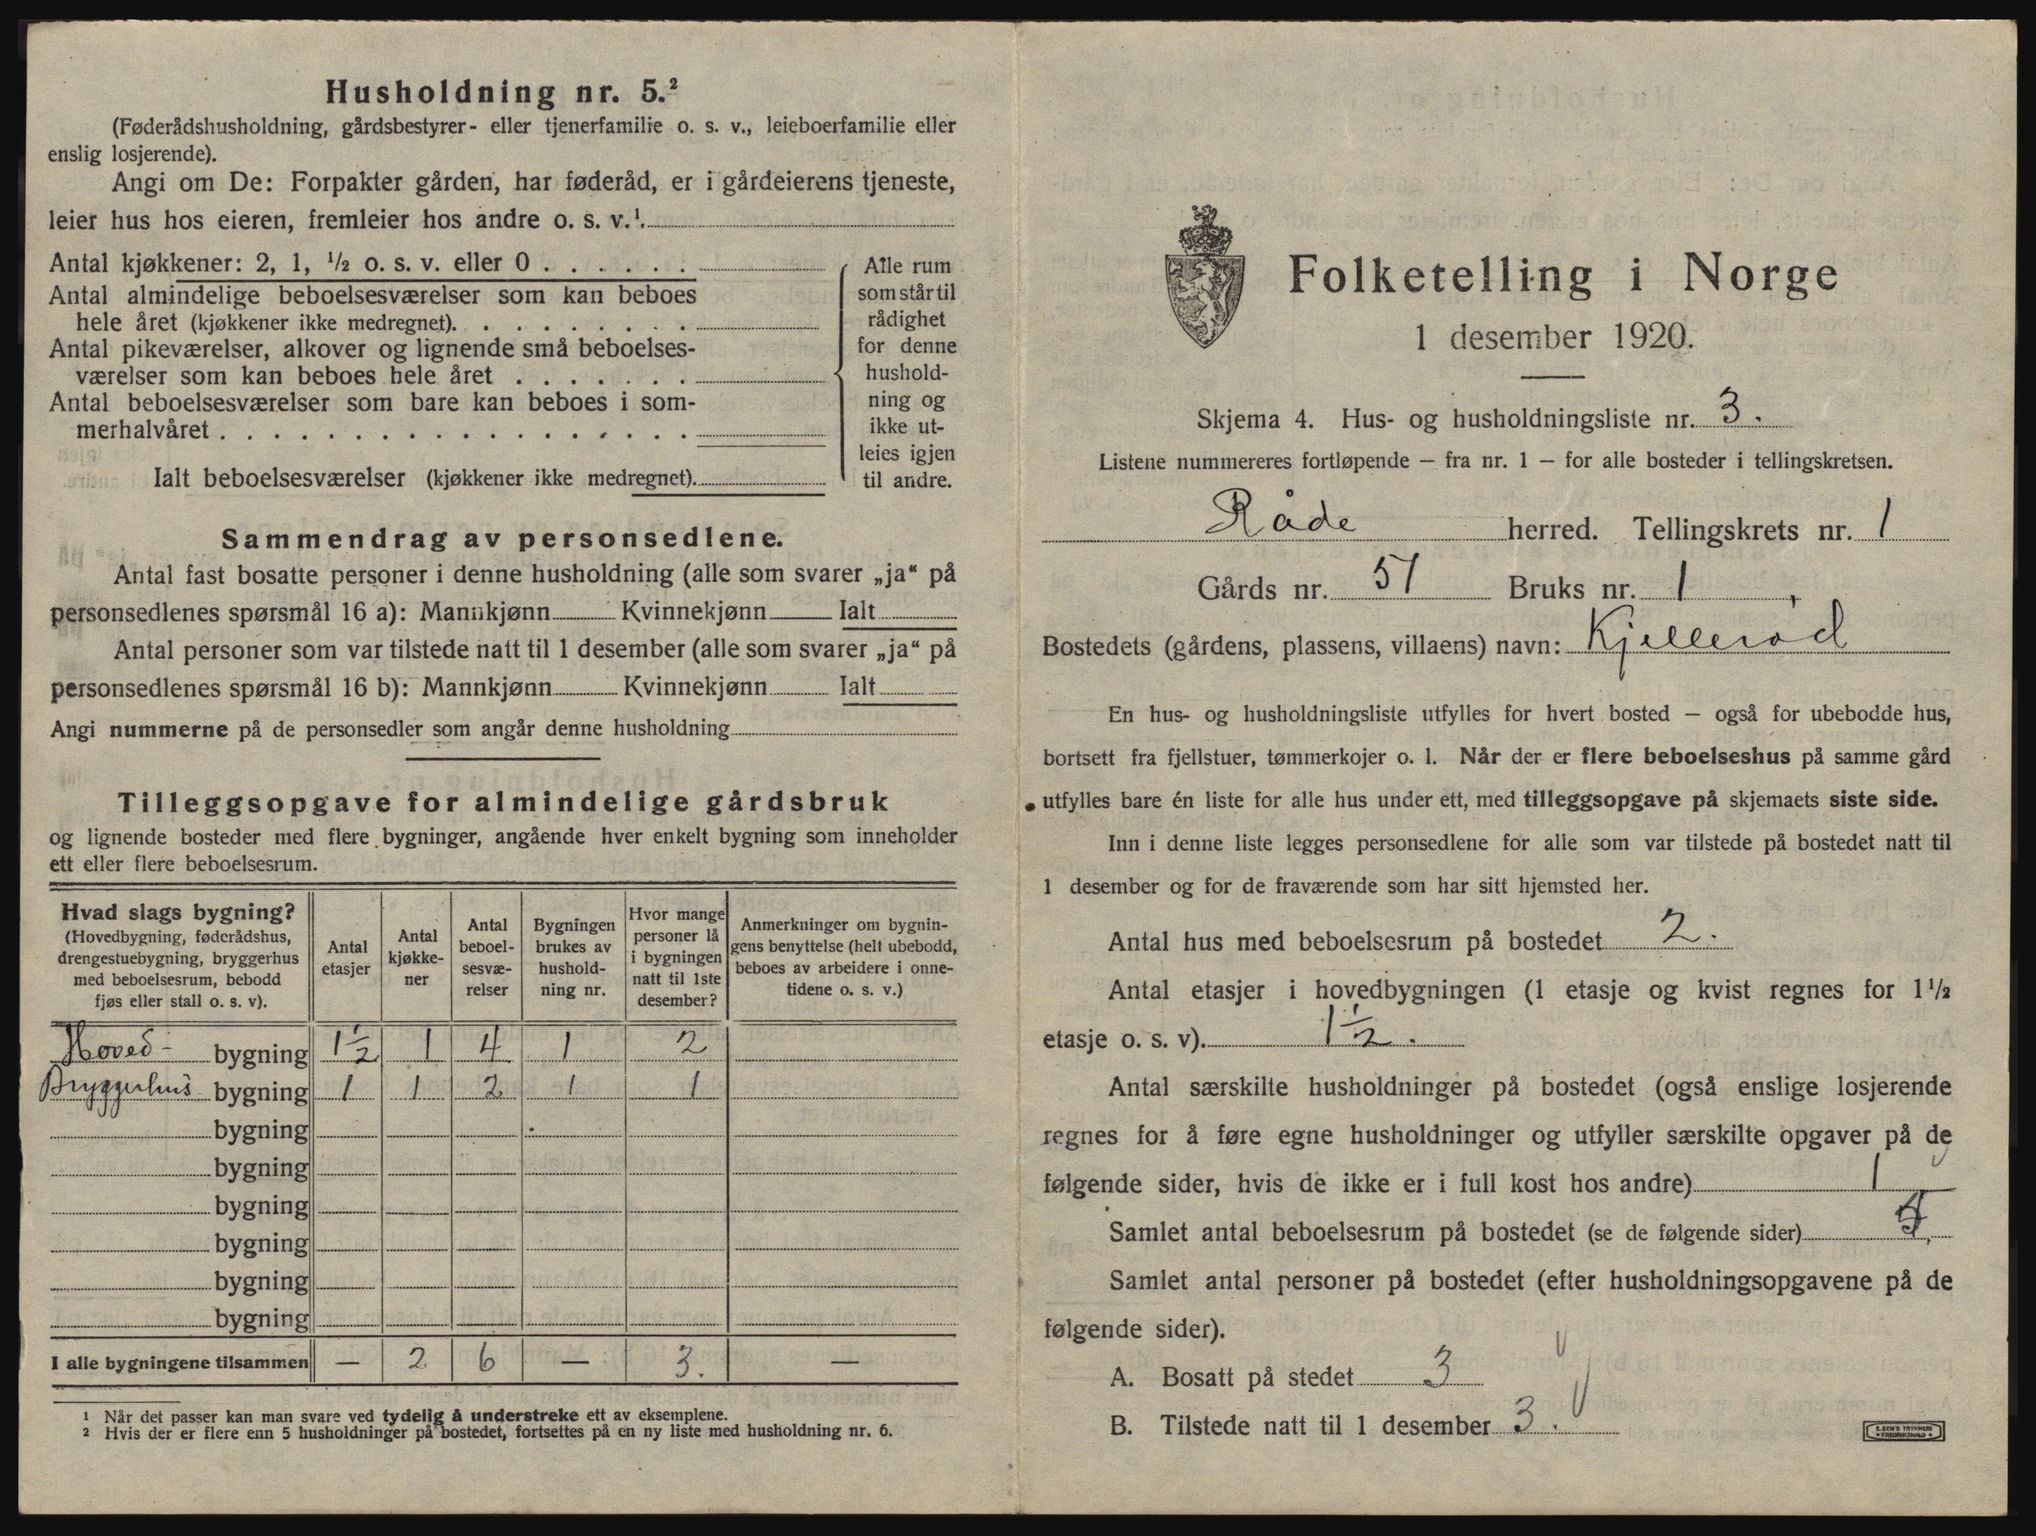 Husholdning nr. 5.²
(Føderådshusholdning, gårdsbestyrer- eller tjenerfamilie o. s. v., leieboerfamilie eller
enslig losjerende).
Angi om De: Forpakter gården, har føderåd, er i gårdeierens tjeneste,
leier hus hos eieren, fremleier hos andre o. s. v.¹.
Antal kjøkkener: 2, 1, ½ o. s. v. eller 0 . . . . . .
Antal almindelige beboelsesværelser som kan beboes
hele året (kjøkkener ikke medregnet). . . . . . . . .
Antal pikeværelser, alkover og lignende små beboelses-
værelser som kan beboes hele året . . . . . . .
Antal beboelsesværelser som bare kan beboes i som-
merhalvåret . . . . . . . . . . . . . . . . . .
Ialt beboelsesværelser (kjøkkener ikke medregnet).
Alle rum
som står til
rådighet
for denne
hushold-
ning og
ikke ut-
leies igjen
til andre.
Sammendrag av personsedlene.
Antal fast bosatte personer i denne husholdning (alle som svarer „ja“ på
personsedlenes spørsmål 16 a): Mannkjønn Kvinnekjønn Ialt
Antal personer som var tilstede natt til 1 desember (alle som svarer „ja“ på
personsedlenes spørsmål 16 b): Mannkjønn Kvinnekjønn Ialt
Angi nummerne på de personsedler som angår denne husholdning
Tilleggsopgave for almindelige gårdsbruk
og lignende bosteder med flere bygninger, angående hver enkelt bygning som inneholder
ett eller flere beboelsesrum.
Hvad slags bygning?
(Hovedbygning, føderådshus,
drengestuebygning, bryggerhus
med beboelsesrum, bebodd
fjøs eller stall o. s. v).
Antal
etasjer
Antal
kjøkke-
ner
Antal
beboel-
sesvæ-
relser
Bygningen
brukes av
hushold-
ning nr.
Hvor mange
personer lå
i bygningen
natt til 1ste
desember?
Anmerkninger om bygnin-
gens benyttelse (helt ubebodd,
beboes av arbeidere i onne-
tidene o. s. v.)
Hoved- bygning 1½ 1 4 1 2
Bryggerhus bygning 1 1 2 1 1
bygning
bygning
bygning
bygning
bygning
bygning
I alle bygningene tilsammen — 2 6 — 3. —
¹ Når det passer kan man svare ved tydelig å understreke ett av eksemplene.
² Hvis der er flere enn 5 husholdninger på bostedet, fortsettes på en ny liste med husholdning nr. 6.
Folketelling i Norge
1 desember 1920.
Skjema 4. Hus- og husholdningsliste nr. 3.
Listene nummereres fortløpende — fra nr. 1 — for alle bosteder i tellingskretsen.
Råde herred. Tellingskrets nr. 1
Gårds nr. 51 Bruks nr. 1,
Bostedets (gårdens, plassens, villaens) navn: Kjellerød
En hus- og husholdningsliste utfylles for hvert bosted — også for ubebodde hus,
bortsett fra fjellstuer, tømmerkojer o. l. Når der er flere beboelseshus på samme gård
utfylles bare én liste for alle hus under ett, med tilleggsopgave på skjemaets siste side.
Inn i denne liste legges personsedlene for alle som var tilstede på bostedet natt til
1 desember og for de fraværende som har sitt hjemsted her.
Antal hus med beboelsesrum på bostedet 2.
Antal etasjer i hovedbygningen (1 etasje og kvist regnes for 1½
etasje o. s. v). 1½.
Antal særskilte husholdninger på bostedet (også enslige losjerende
regnes for å føre egne husholdninger og utfyller særskilte opgaver på de
følgende sider, hvis de ikke er i full kost hos andre) 1
Samlet antal beboelsesrum på bostedet (se de følgende sider)
Samlet antal personer på bostedet (efter husholdningsopgavene på de
følgende sider).
A. Bosatt på stedet 3
B. Tilstede natt til 1 desember 3.